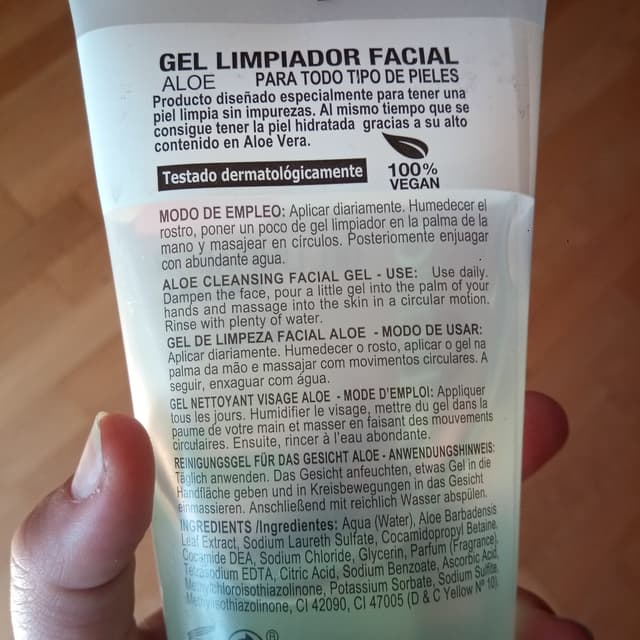 GEL LIMPIADOR FACIAL
ALOE PARA TODO TIPO DE PIELES
Producto diseñado especialmente para tener una
piel limpia sin impurezas. Al mismo tiempo que se
consigue tener la piel hidratada gracias a su alto
contenido en Aloe Vera.
Testado dermatológicamente
100%
VEGAN
MODO DE EMPLEO: Aplicar diariamente. Humedecer el
rostro, poner un poco de gel limpiador en la palma de la
mano y masajear en círculos. Posteriomente enjuagar
con abundante agua.
ALOE CLEANSING FACIAL GEL - USE: Use daily.
Dampen the face, pour a little gel into the palm of your
hands and massage into the skin in a circular motion.
Rinse with plenty of water.
GEL DE LIMPEZA FACIAL ALOE - MODO DE USAR:
Aplicar diariamente. Humedecer o rosto, aplicar o gel na
palma da mão e massajar com movimentos circulares. A
seguir, enxaguar com água.
GEL NETTOYANT VISAGE ALOE - MODE D'EMPLOI: Appliquer
tous les jours. Humidifier le visage, mettre du gel dans la
paume de votre main et masser en faisant des mouvements
circulaires. Ensuite, rincer à l'eau abondante.
REINIGUNGSGEL FÜR DAS GESICHT ALOE - ANWENDUNGSHINWEIS:
Täglich anwenden. Das Gesicht anfeuchten, etwas Gel in die
Handfläche geben und in Kreisbewegungen in das Gesicht
einmassieren. Anschließend mit reichlich Wasser abspülen.
INGREDIENTS /Ingredientes: Aqua (Water), Aloe Barbadensis
Leaf Extract, Sodium Laureth Sulfate, Cocamidopropyl Betaine,
Cocamide DEA, Sodium Chloride, Glycerin, Parfum (Fragrance),
Tetrasodium EDTA, Citric Acid, Sodium Benzoate, Ascorbic Acid,
Methylchloroisothiazolinone, Potassium Sorbate, Sodium Sulfite,
Methylisothiazolinone, CI 42090, CI 47005 (D & C Yellow Nº 10).
®